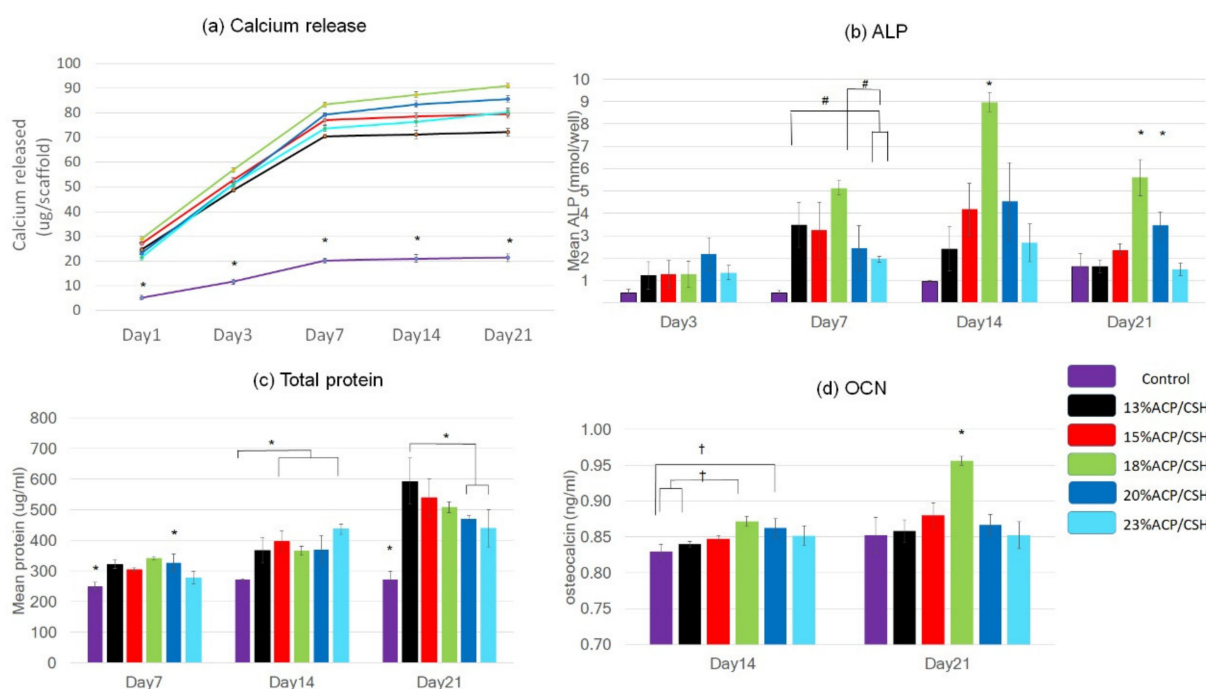 (a) Calcium release
Calcium released
(ug/scaffold)
100
90
80
70
60
50
40
30
20
10
0
*
*
*
*
*
Day1 Day3 Day7 Day14 Day21
(b) ALP
Mean ALP (mmol/well)
10
9
8
7
6
5
4
3
2
1
#
#
*
*
*
Day3 Day7 Day14 Day21
(c) Total protein
Mean protein (ug/ml)
800
700
600
500
400
300
200
100
0
*
*
*
*
*
Day7 Day14 Day21
(d) OCN
osteocalcin (ng/ml)
1.00
0.95
0.90
0.85
0.80
0.75
0.70
†
†
*
Day14 Day21
Control
13%ACP/CSH
15%ACP/CSH
18%ACP/CSH
20%ACP/CSH
23%ACP/CSH